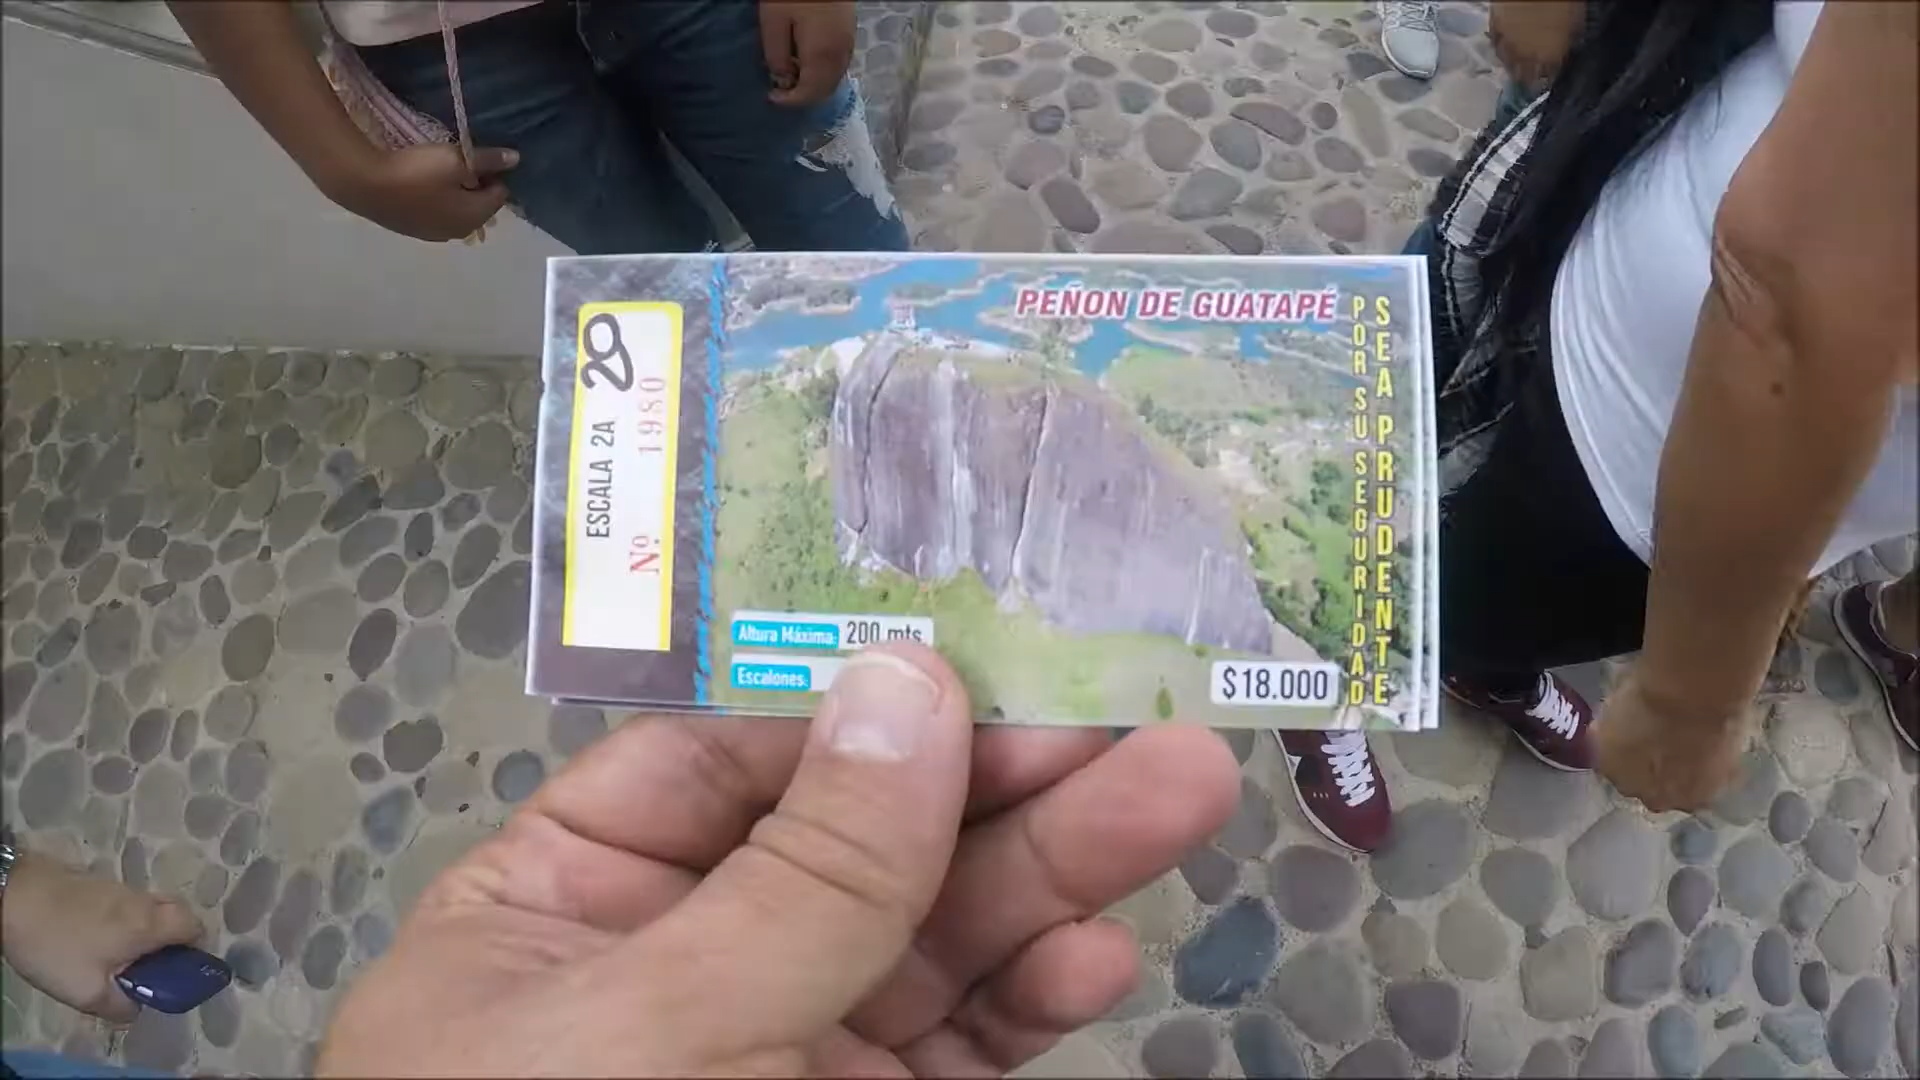 29
ESCALA 2A
Nº 1980
PEÑON DE GUATAPÉ
SEA PRUDENTE
POR SU SEGURIDAD
Altura Máxima: 200 mts.
Escalones:
$18.000